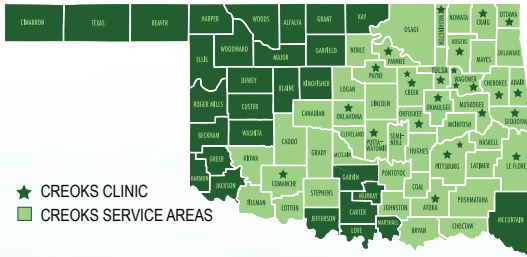 CIMARRON TEXAS BEAVER HARPER WOODS ALFALFA GRANT KAY
OSAGE WASHINGTON NOWATA CRAIG OTTAWA
ELLIS WOODWARD MAJOR GARFIELD NOBLE PAWNEE ROGERS MAYES DELAWARE
PAYNE TULSA WAGONER CHEROKEE ADAIR
DEWEY BLAINE KINGFISHER LOGAN CREEK
ROGER MILLS CUSTER CANADIAN OKLAHOMA LINCOLN OKFUSKEE OKMULGEE MUSKOGEE SEQUOYAH
BECKHAM WASHITA CADDO GRADY CLEVELAND POTTA-
WATOMIE SEMI-
NOLE MCINTOSH HASKELL
GREER KIOWA MCCLAIN HUGHES PITTSBURG LATIMER LE FLORE
HARMON JACKSON COMANCHE GARVIN PONTOTOC COAL
TILLMAN COTTON STEPHENS MURRAY JOHNSTON ATOKA PUSHMATAHA MCCURTAIN
JEFFERSON CARTER LOVE MARSHALL BRYAN CHOCTAW
CREOKS CLINIC
CREOKS SERVICE AREAS